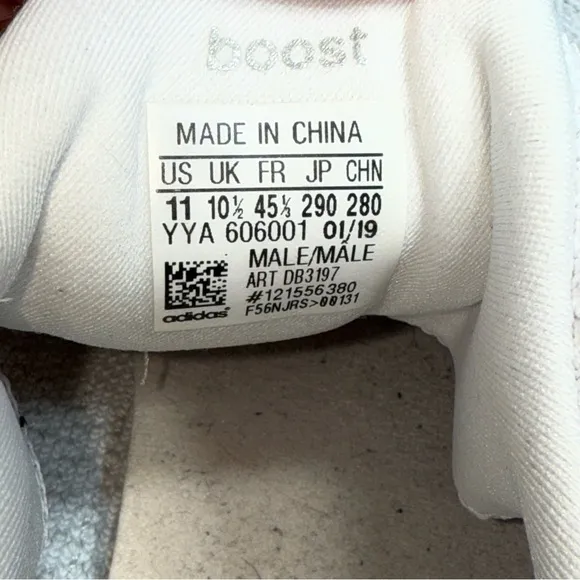 boost
MADE IN CHINA
US UK FR JP CHN
11 10½ 45⅓ 290 280
YYA 606001 01/19
MALE/MÂLE
ART DB3197
#121556380
F56NJRS>00131
adidas